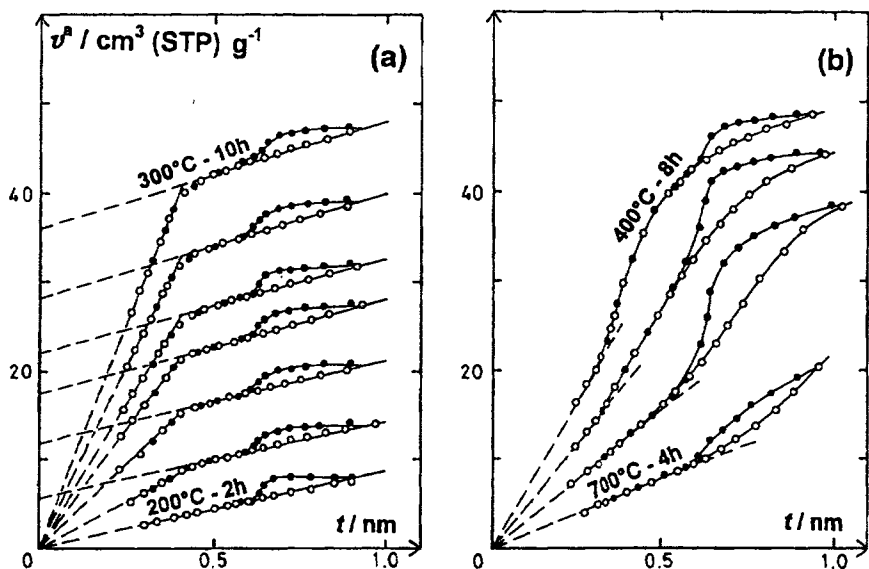 vᵃ / cm³ (STP) g⁻¹
(a)
300°C - 10h
40
20
200°C - 2h
0
0.5
1.0
t / nm
(b)
400°C - 8h
40
20
700°C - 4h
0
0.5
1.0
t / nm